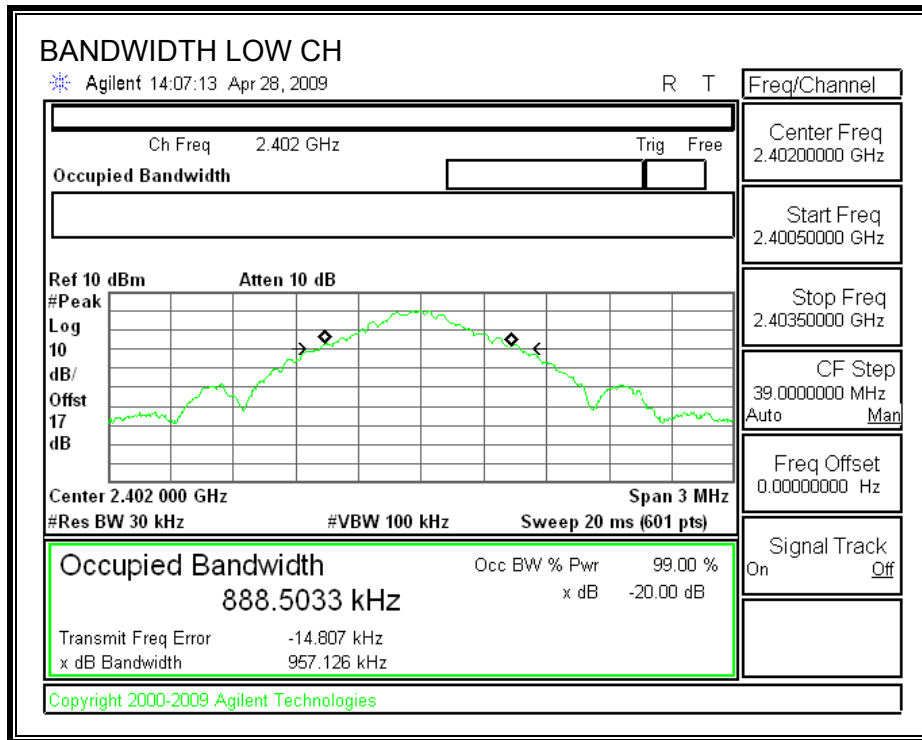 BANDWIDTH LOW CH
Agilent 14:07:13 Apr 28, 2009 R T
Freq/Channel
Ch Freq 2.402 GHz Trig Free
Occupied Bandwidth
Center Freq
2.40200000 GHz
Start Freq
2.40050000 GHz
Stop Freq
2.40350000 GHz
CF Step
39.0000000 MHz
Auto Man
Freq Offset
0.00000000 Hz
Signal Track
On Off
Ref 10 dBm Atten 10 dB
#Peak
Log
10
dB/
Offst
17
dB
Center 2.402 000 GHz Span 3 MHz
#Res BW 30 kHz #VBW 100 kHz Sweep 20 ms (601 pts)
Occupied Bandwidth Occ BW % Pwr 99.00 %
888.5033 kHz x dB -20.00 dB
Transmit Freq Error -14.807 kHz
x dB Bandwidth 957.126 kHz
Copyright 2000-2009 Agilent Technologies